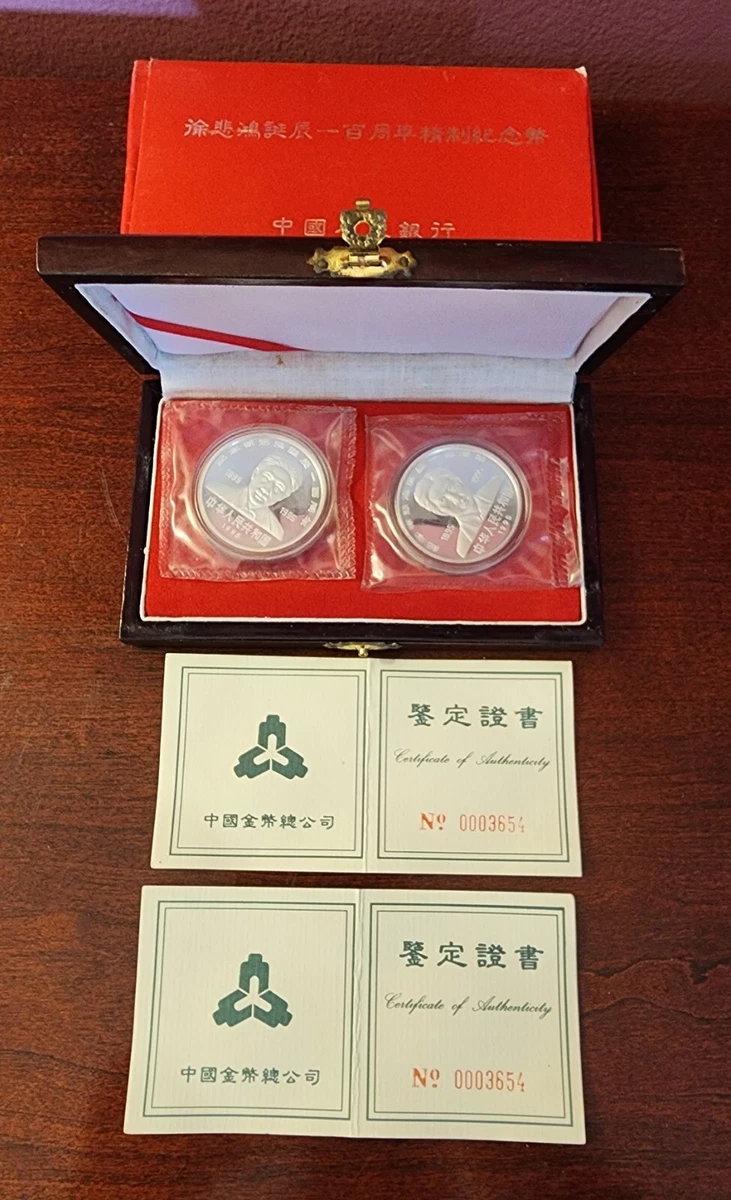 徐悲鴻誕辰一百周年精制紀念幣
中國 銀行
中华人民共和国
中华人民共和
鑒定證書
Certificate of Authenticity
中國金幣總公司
Nº 0003654
鑒定證書
Certificate of Authenticity
中國金幣總公司
Nº 0003654